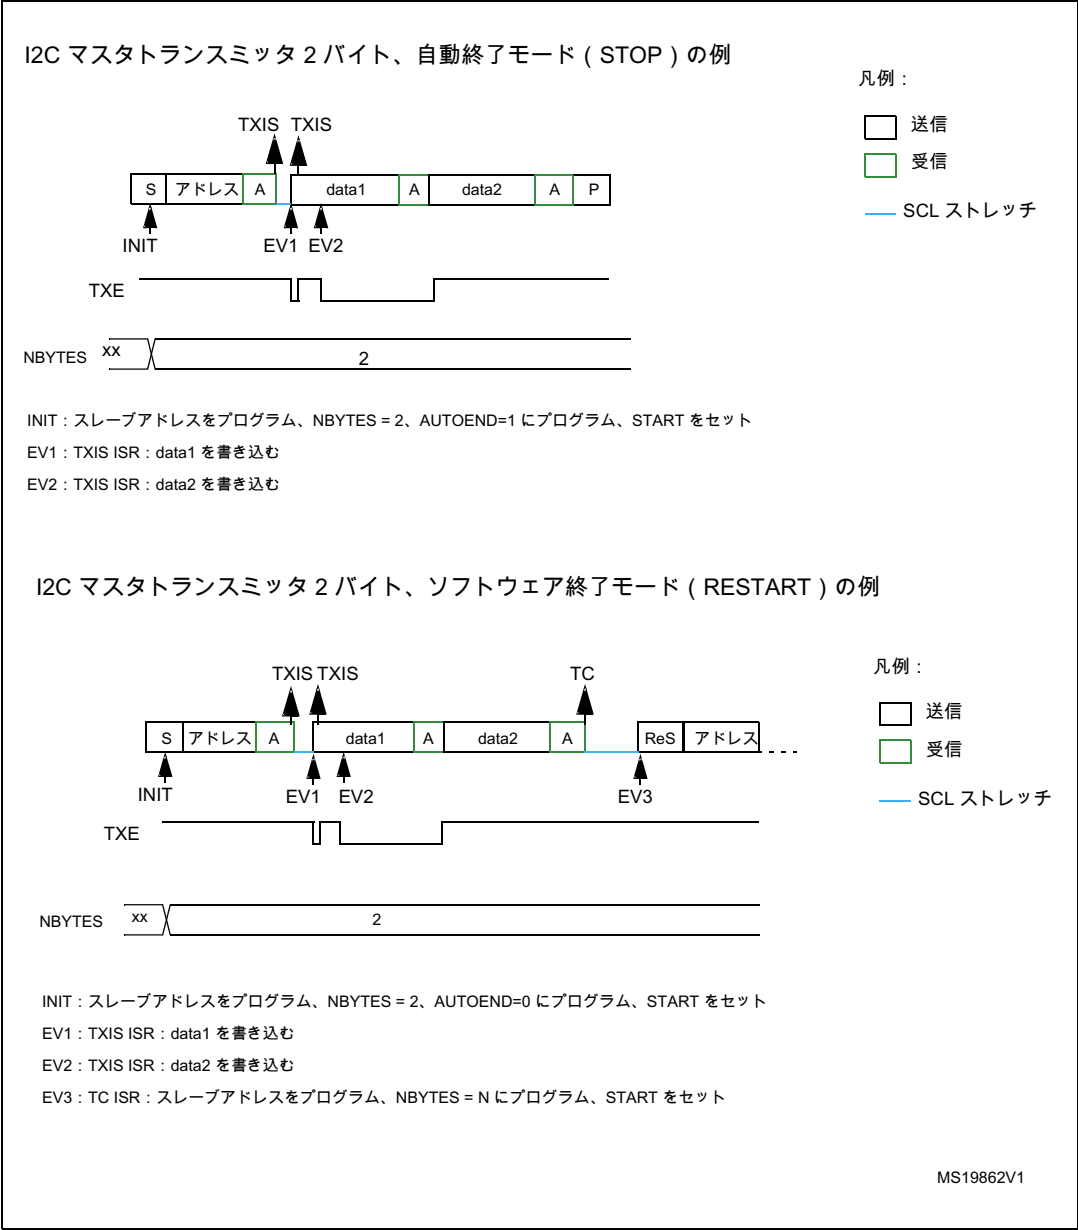 I2C マスタトランスミッタ 2 バイト、自動終了モード ( STOP ) の例
凡例 :
送信
受信
SCL ストレッチ
TXIS TXIS
S アドレス A data1 A data2 A P
INIT EV1 EV2
TXE
NBYTES xx 2
INIT : スレーブアドレスをプログラム、NBYTES = 2、AUTOEND=1 にプログラム、START をセット
EV1 : TXIS ISR : data1 を書き込む
EV2 : TXIS ISR : data2 を書き込む
I2C マスタトランスミッタ 2 バイト、ソフトウェア終了モード ( RESTART ) の例
凡例 :
送信
受信
SCL ストレッチ
TXIS TXIS TC
S アドレス A data1 A data2 A ReS アドレス
INIT EV1 EV2 EV3
TXE
NBYTES xx 2
INIT : スレーブアドレスをプログラム、NBYTES = 2、AUTOEND=0 にプログラム、START をセット
EV1 : TXIS ISR : data1 を書き込む
EV2 : TXIS ISR : data2 を書き込む
EV3 : TC ISR : スレーブアドレスをプログラム、NBYTES = N にプログラム、START をセット
MS19862V1